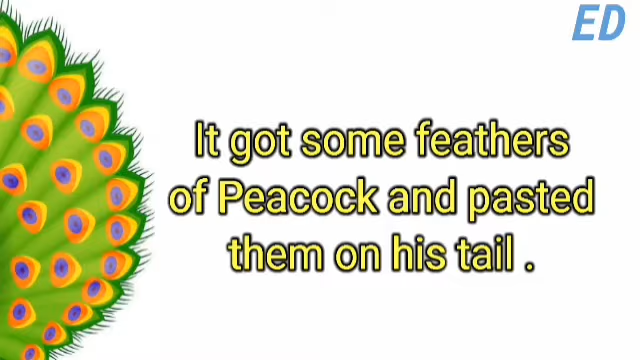 ED
It got some feathers
of Peacock and pasted
them on his tail .